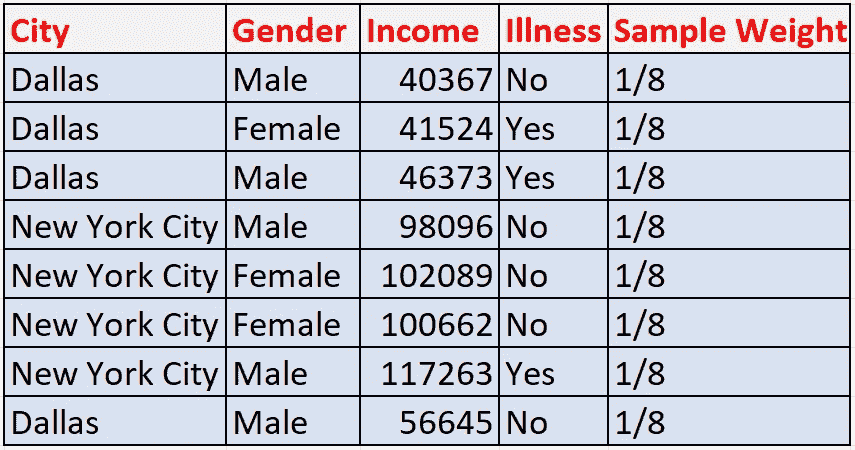 City Gender Income Illness Sample Weight
Dallas Male 40367 No 1/8
Dallas Female 41524 Yes 1/8
Dallas Male 46373 Yes 1/8
New York City Male 98096 No 1/8
New York City Female 102089 No 1/8
New York City Female 100662 No 1/8
New York City Male 117263 Yes 1/8
Dallas Male 56645 No 1/8